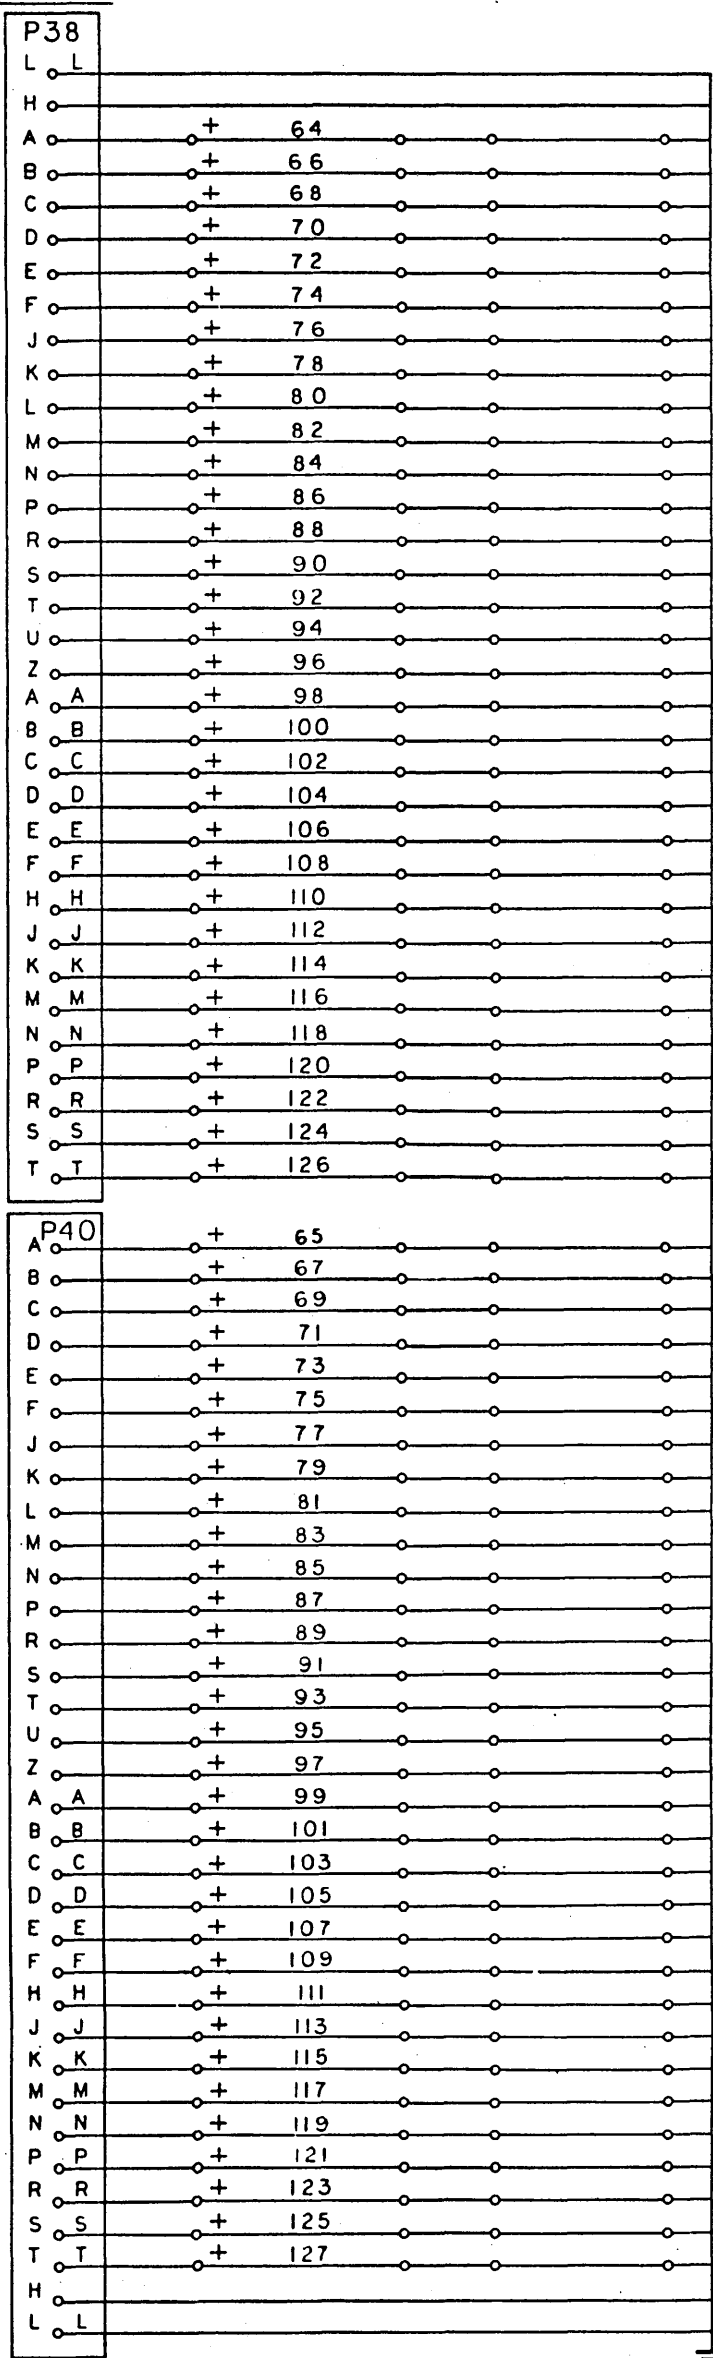 P38
L L
H
A + 64
B + 66
C + 68
D + 70
E + 72
F + 74
J + 76
K + 78
L + 80
M + 82
N + 84
P + 86
R + 88
S + 90
T + 92
U + 94
Z + 96
A A + 98
B B + 100
C C + 102
D D + 104
E E + 106
F F + 108
H H + 110
J J + 112
K K + 114
M M + 116
N N + 118
P P + 120
R R + 122
S S + 124
T T + 126
P40
A + 65
B + 67
C + 69
D + 71
E + 73
F + 75
J + 77
K + 79
L + 81
M + 83
N + 85
P + 87
R + 89
S + 91
T + 93
U + 95
Z + 97
A A + 99
B B + 101
C C + 103
D D + 105
E E + 107
F F + 109
H H + 111
J J + 113
K K + 115
M M + 117
N N + 119
P P + 121
R R + 123
S S + 125
T T + 127
H
L L